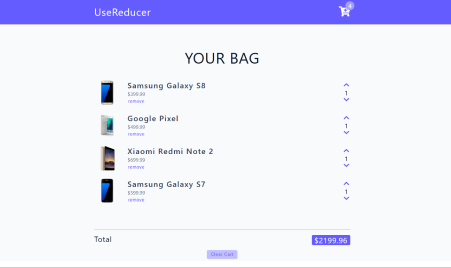 UseReducer
4
YOUR BAG
Samsung Galaxy S8
$399.99
remove
1
Google Pixel
$499.99
remove
1
Xiaomi Redmi Note 2
$699.99
remove
1
Samsung Galaxy S7
$599.99
remove
1
Total
$2199.96
Clear Cart